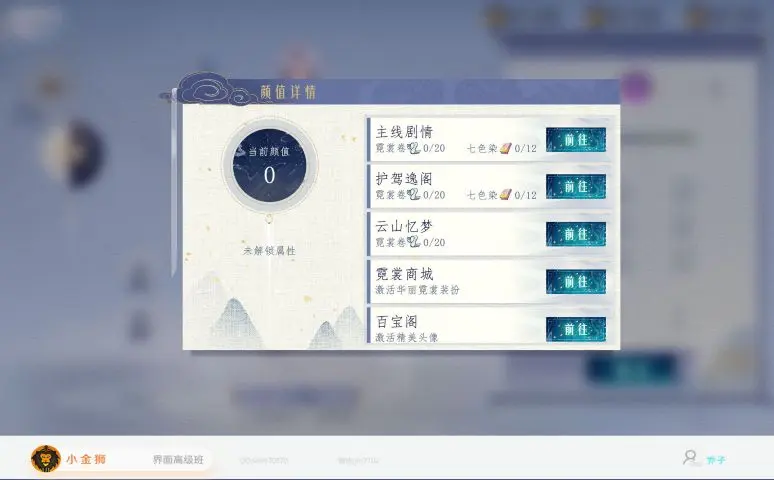 颜值详情
当前颜值
0
未解锁属性
主线剧情
霓裳卷 0/20 七色染 0/12
前往
护驾逸阁
霓裳卷 0/20 七色染 0/12
前往
云山忆梦
霓裳卷 0/20
前往
霓裳商城
激活华丽霓裳装扮
前往
百宝阁
激活精美头像
前往
小金狮 界面高级班